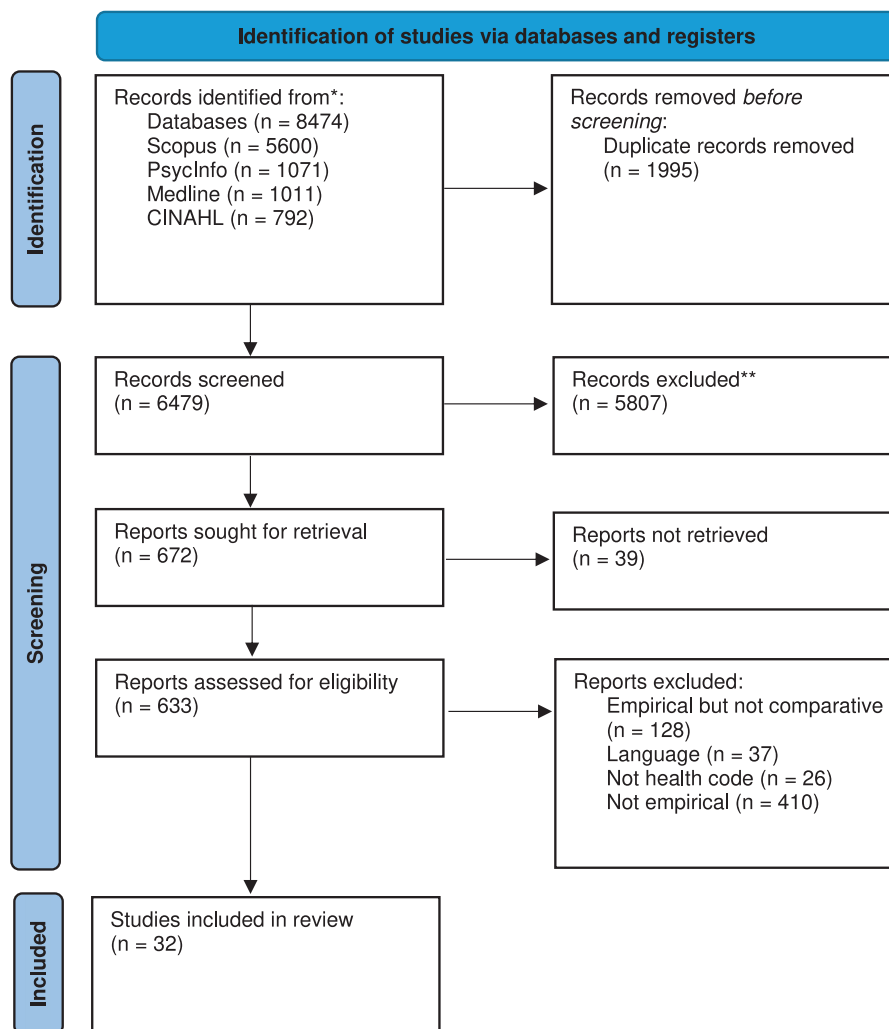 Identification of studies via databases and registers
Identification
Records identified from*:
Databases (n = 8474)
Scopus (n = 5600)
PsycInfo (n = 1071)
Medline (n = 1011)
CINAHL (n = 792)
Records removed before
screening:
Duplicate records removed
(n = 1995)
Screening
Records screened
(n = 6479)
Records excluded**
(n = 5807)
Reports sought for retrieval
(n = 672)
Reports not retrieved
(n = 39)
Reports assessed for eligibility
(n = 633)
Reports excluded:
Empirical but not comparative
(n = 128)
Language (n = 37)
Not health code (n = 26)
Not empirical (n = 410)
Included
Studies included in review
(n = 32)